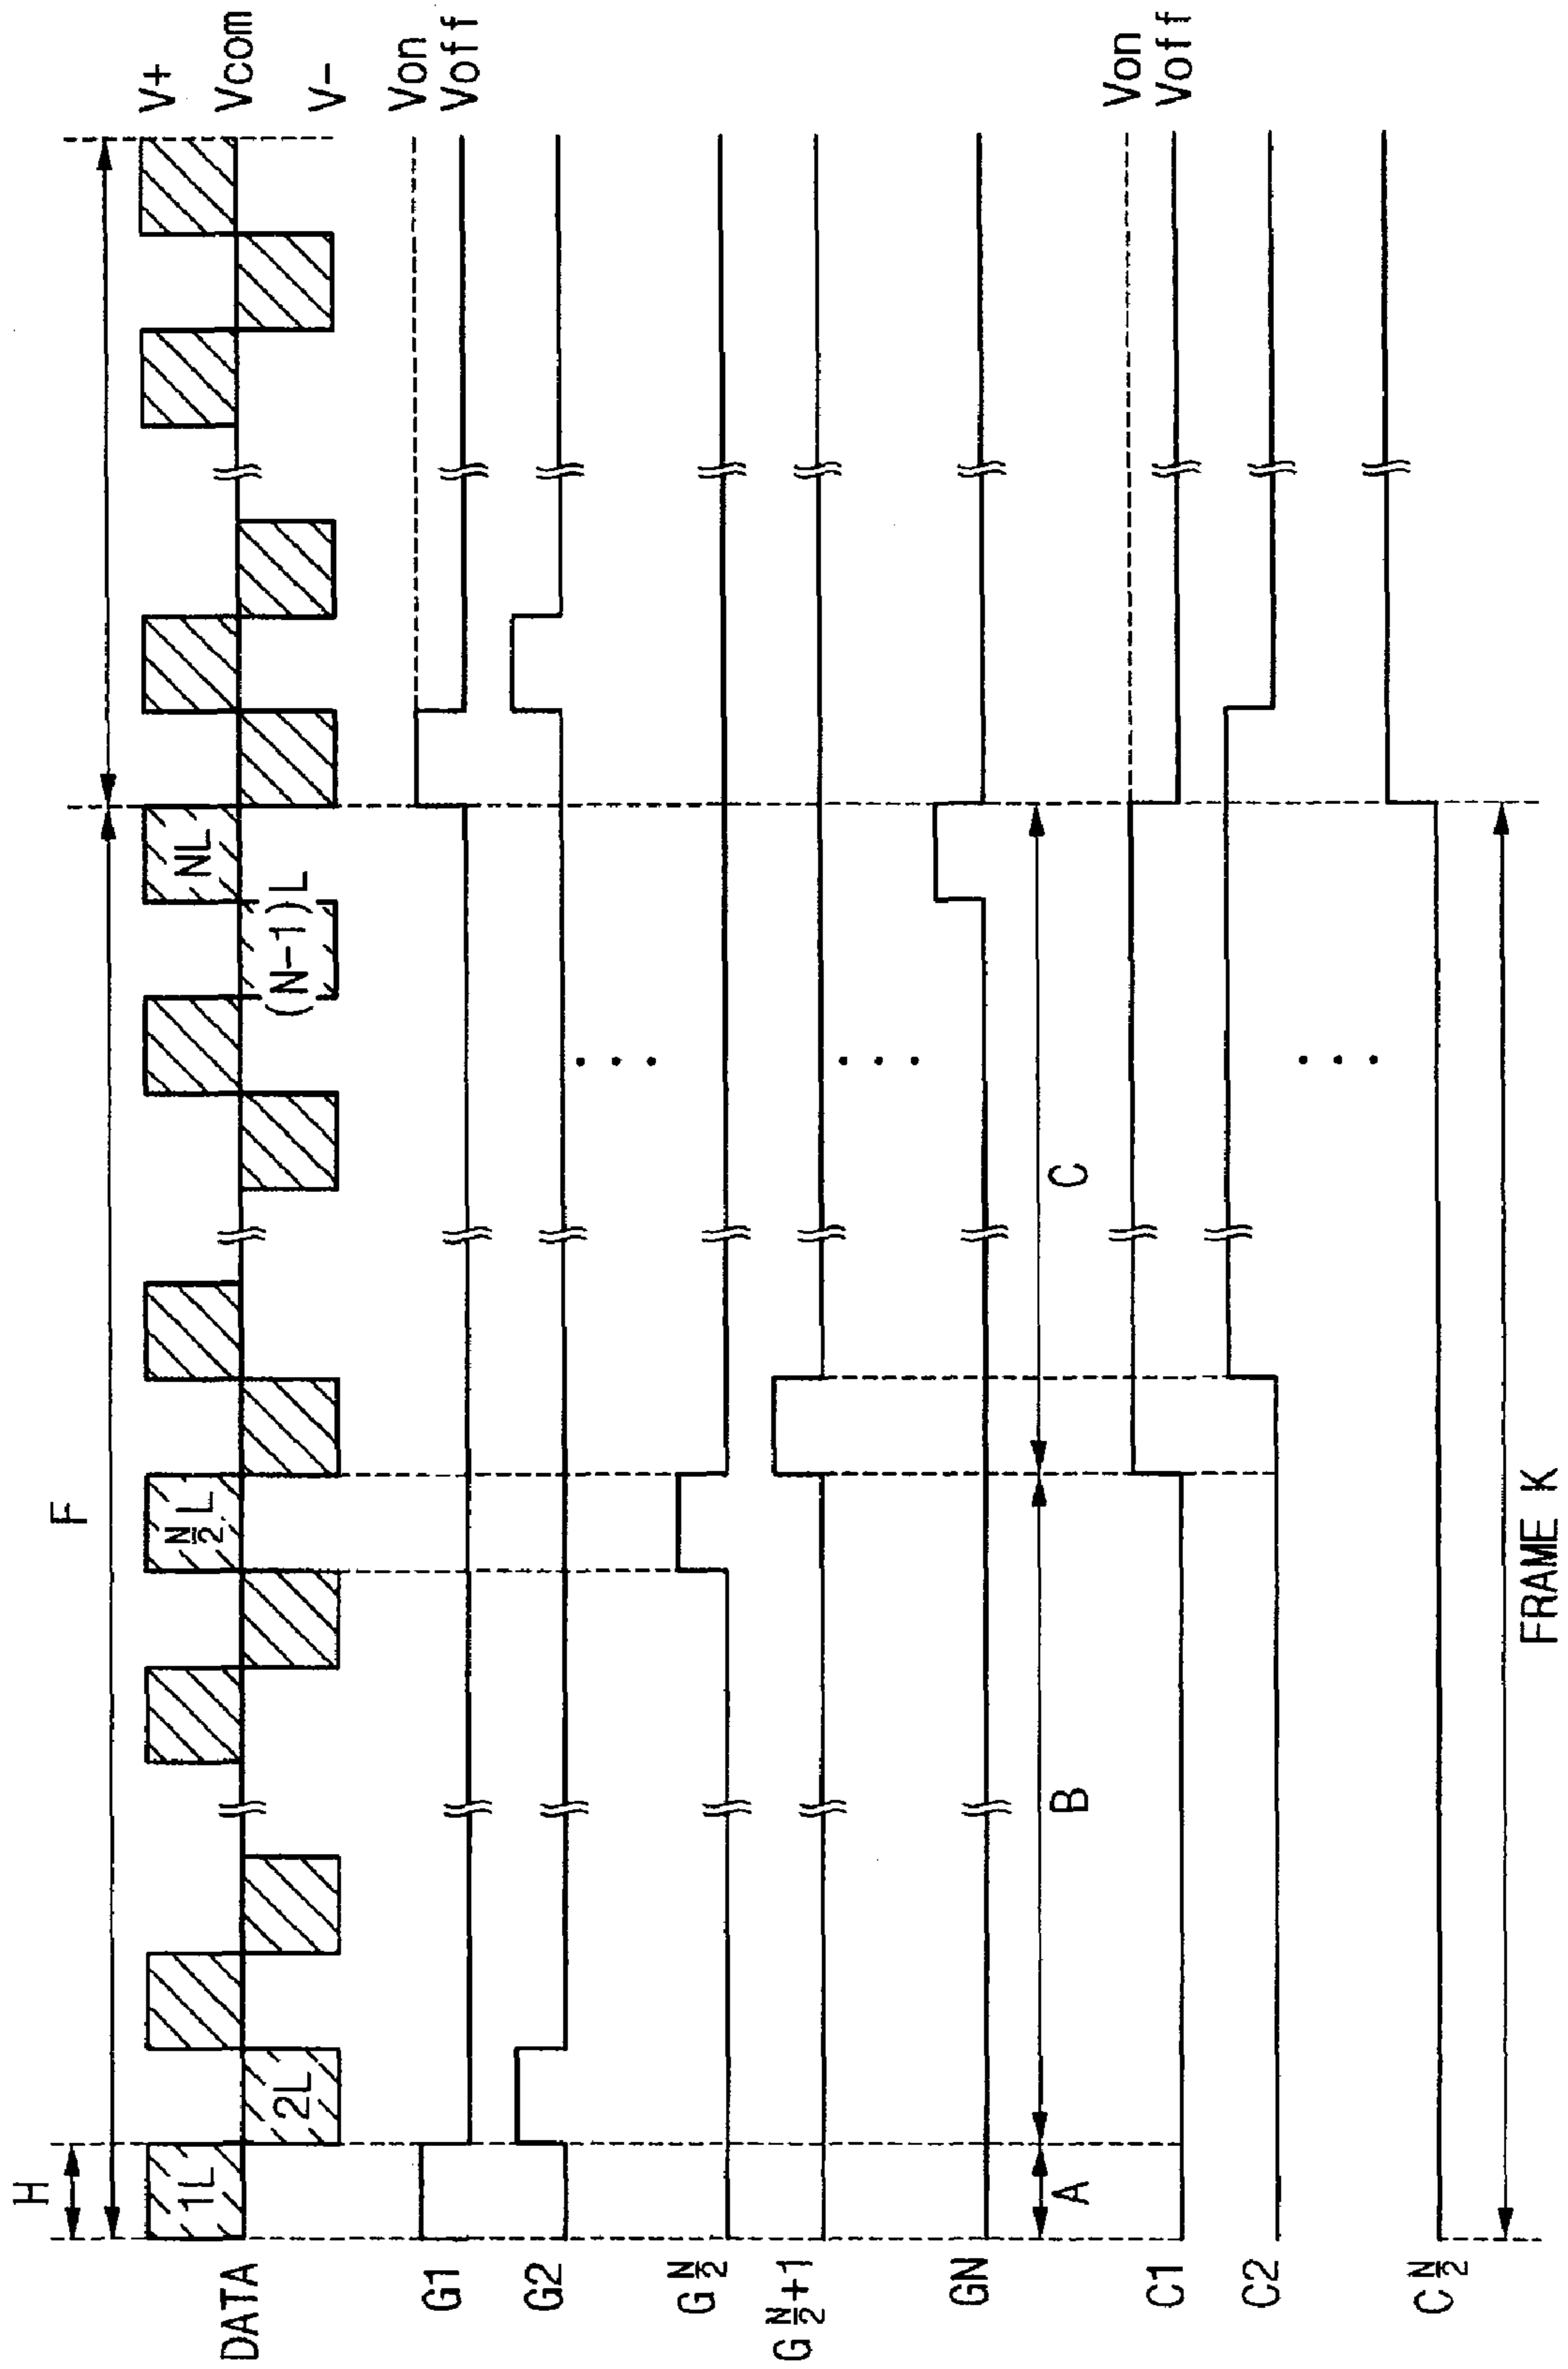 H
F
V+
Vcom
V-
DATA
1L
2L
N/2 L
(N-1)L
NL
Von
Voff
G1
G2
G N/2
G N/2+1
GN
A
B
C
Von
Voff
C1
C2
C N/2
FRAME K